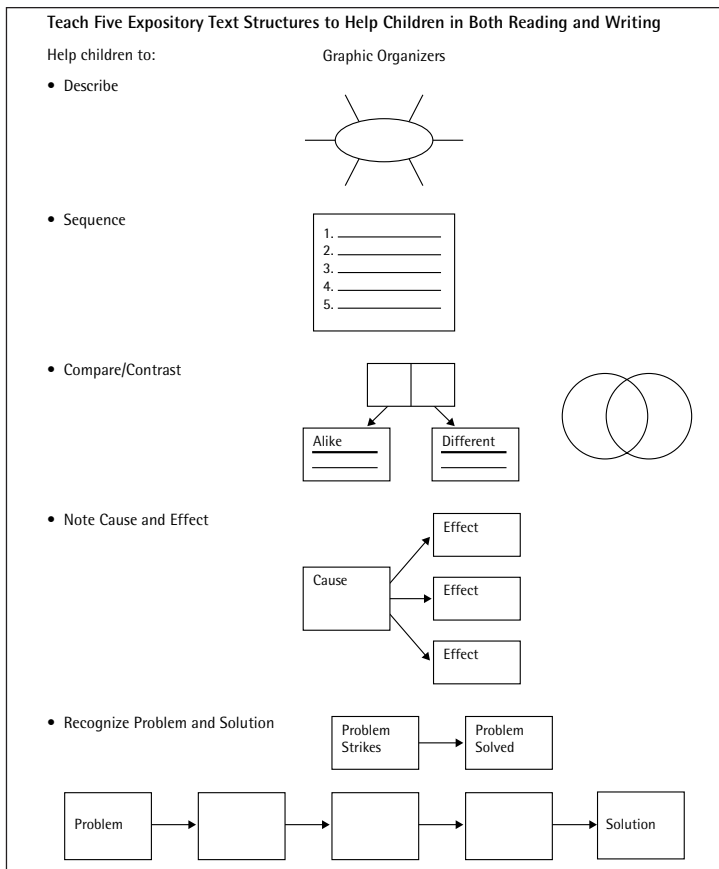 Teach Five Expository Text Structures to Help Children in Both Reading and Writing
Help children to:
Graphic Organizers
• Describe
• Sequence
1.
2.
3.
4.
5.
• Compare/Contrast
Alike
Different
• Note Cause and Effect
Effect
Cause
Effect
Effect
• Recognize Problem and Solution
Problem
Strikes
Problem
Solved
Problem
Solution